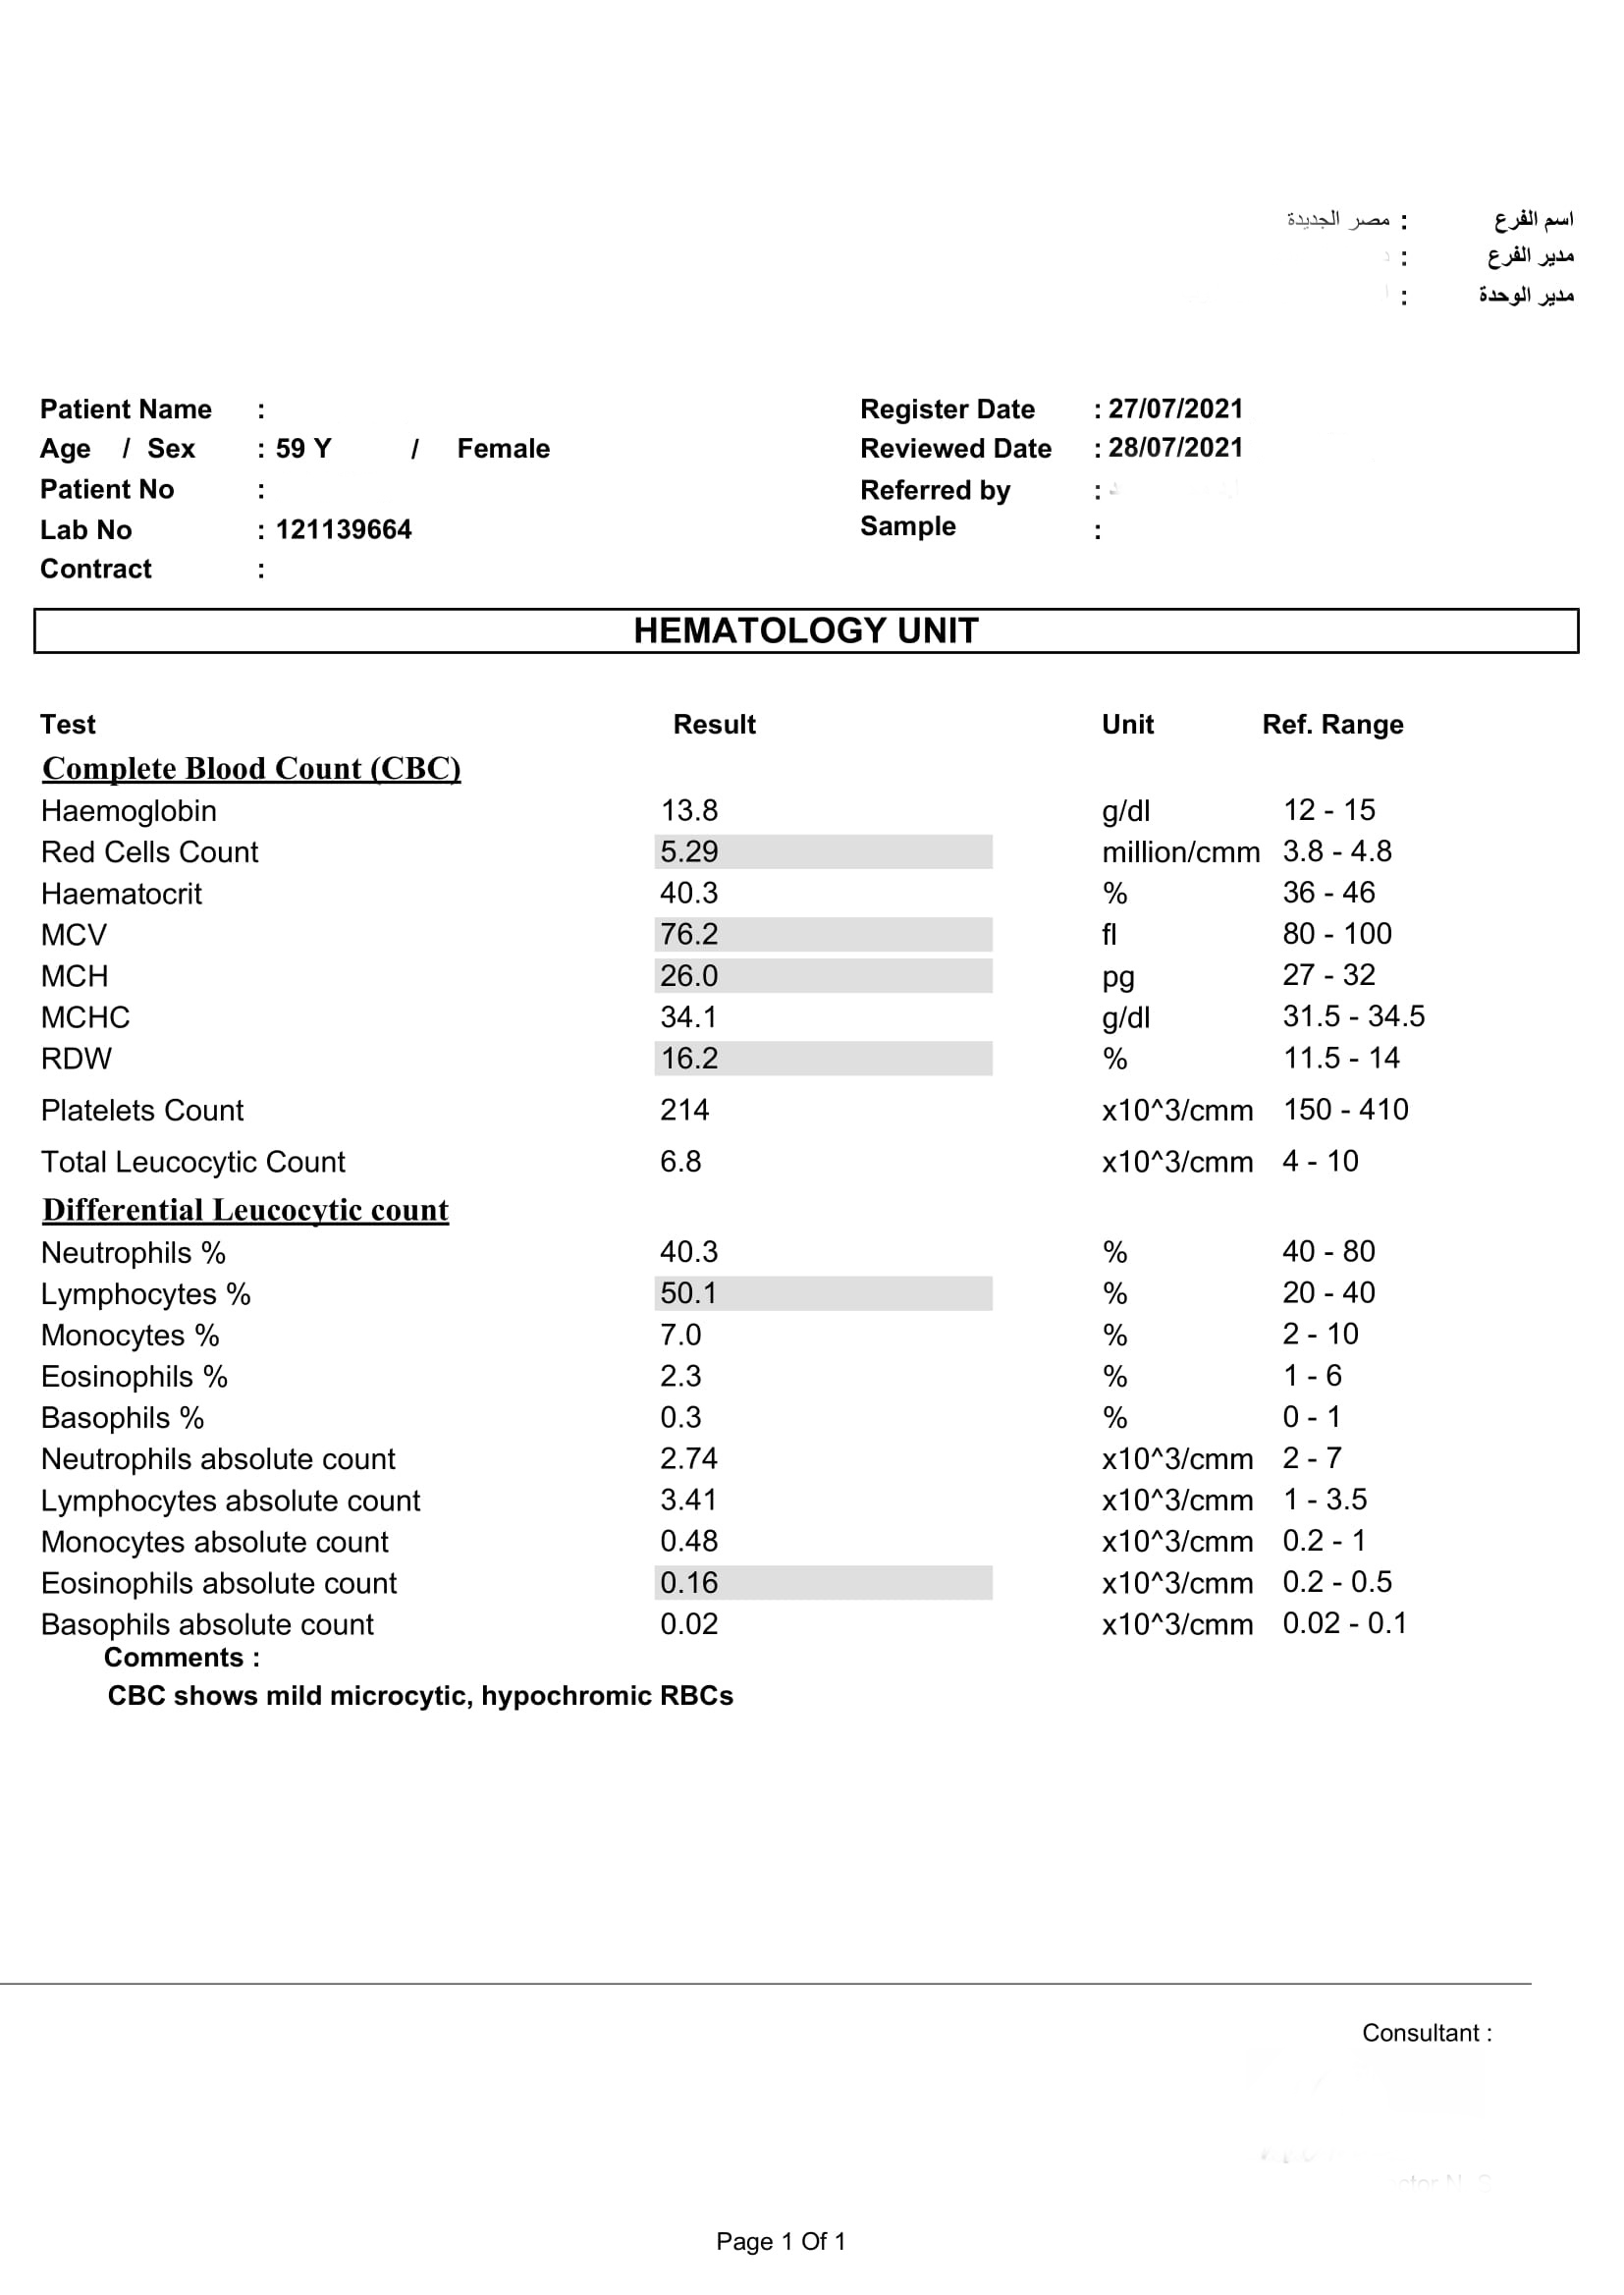 اسم الفرع : مصر الجديدة
مدير الفرع :
مدير الوحدة :
Patient Name : Register Date : 27/07/2021
Age / Sex : 59 Y / Female Reviewed Date : 28/07/2021
Patient No : Referred by :
Lab No : 121139664 Sample :
Contract :
HEMATOLOGY UNIT
Test Result Unit Ref. Range
Complete Blood Count (CBC)
Haemoglobin 13.8 g/dl 12 - 15
Red Cells Count 5.29 million/cmm 3.8 - 4.8
Haematocrit 40.3 % 36 - 46
MCV 76.2 fl 80 - 100
MCH 26.0 pg 27 - 32
MCHC 34.1 g/dl 31.5 - 34.5
RDW 16.2 % 11.5 - 14
Platelets Count 214 x10^3/cmm 150 - 410
Total Leucocytic Count 6.8 x10^3/cmm 4 - 10
Differential Leucocytic count
Neutrophils % 40.3 % 40 - 80
Lymphocytes % 50.1 % 20 - 40
Monocytes % 7.0 % 2 - 10
Eosinophils % 2.3 % 1 - 6
Basophils % 0.3 % 0 - 1
Neutrophils absolute count 2.74 x10^3/cmm 2 - 7
Lymphocytes absolute count 3.41 x10^3/cmm 1 - 3.5
Monocytes absolute count 0.48 x10^3/cmm 0.2 - 1
Eosinophils absolute count 0.16 x10^3/cmm 0.2 - 0.5
Basophils absolute count 0.02 x10^3/cmm 0.02 - 0.1
Comments :
CBC shows mild microcytic, hypochromic RBCs
Consultant :
Page 1 Of 1